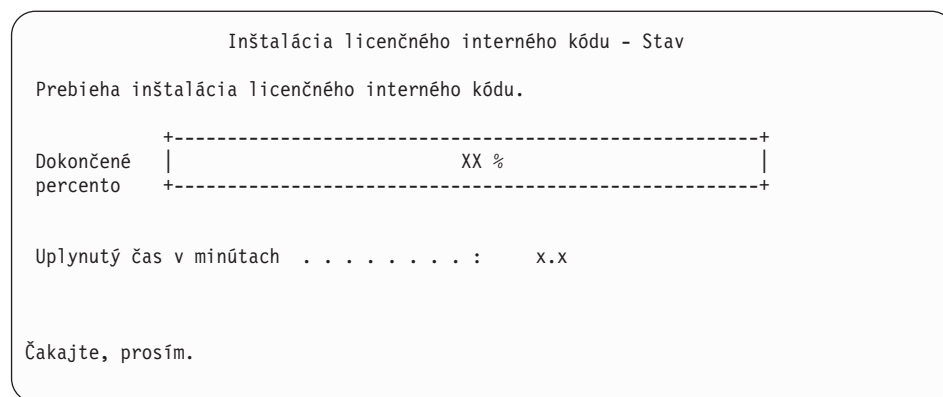 Inštalácia licenčného interného kódu - Stav
Prebieha inštalácia licenčného interného kódu.
+-------------------------------------------------------+
Dokončené | XX % |
percento +-------------------------------------------------------+
Uplynutý čas v minútach . . . . . . . . : x.x
Čakajte, prosím.